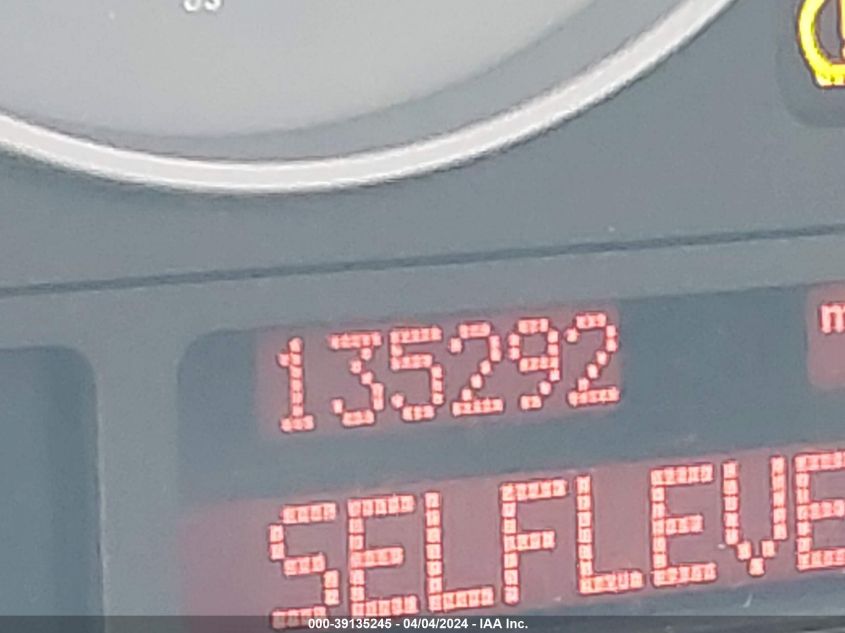 135292
m
SELFLEVE
000-39135245 - 04/04/2024 - IAA Inc.